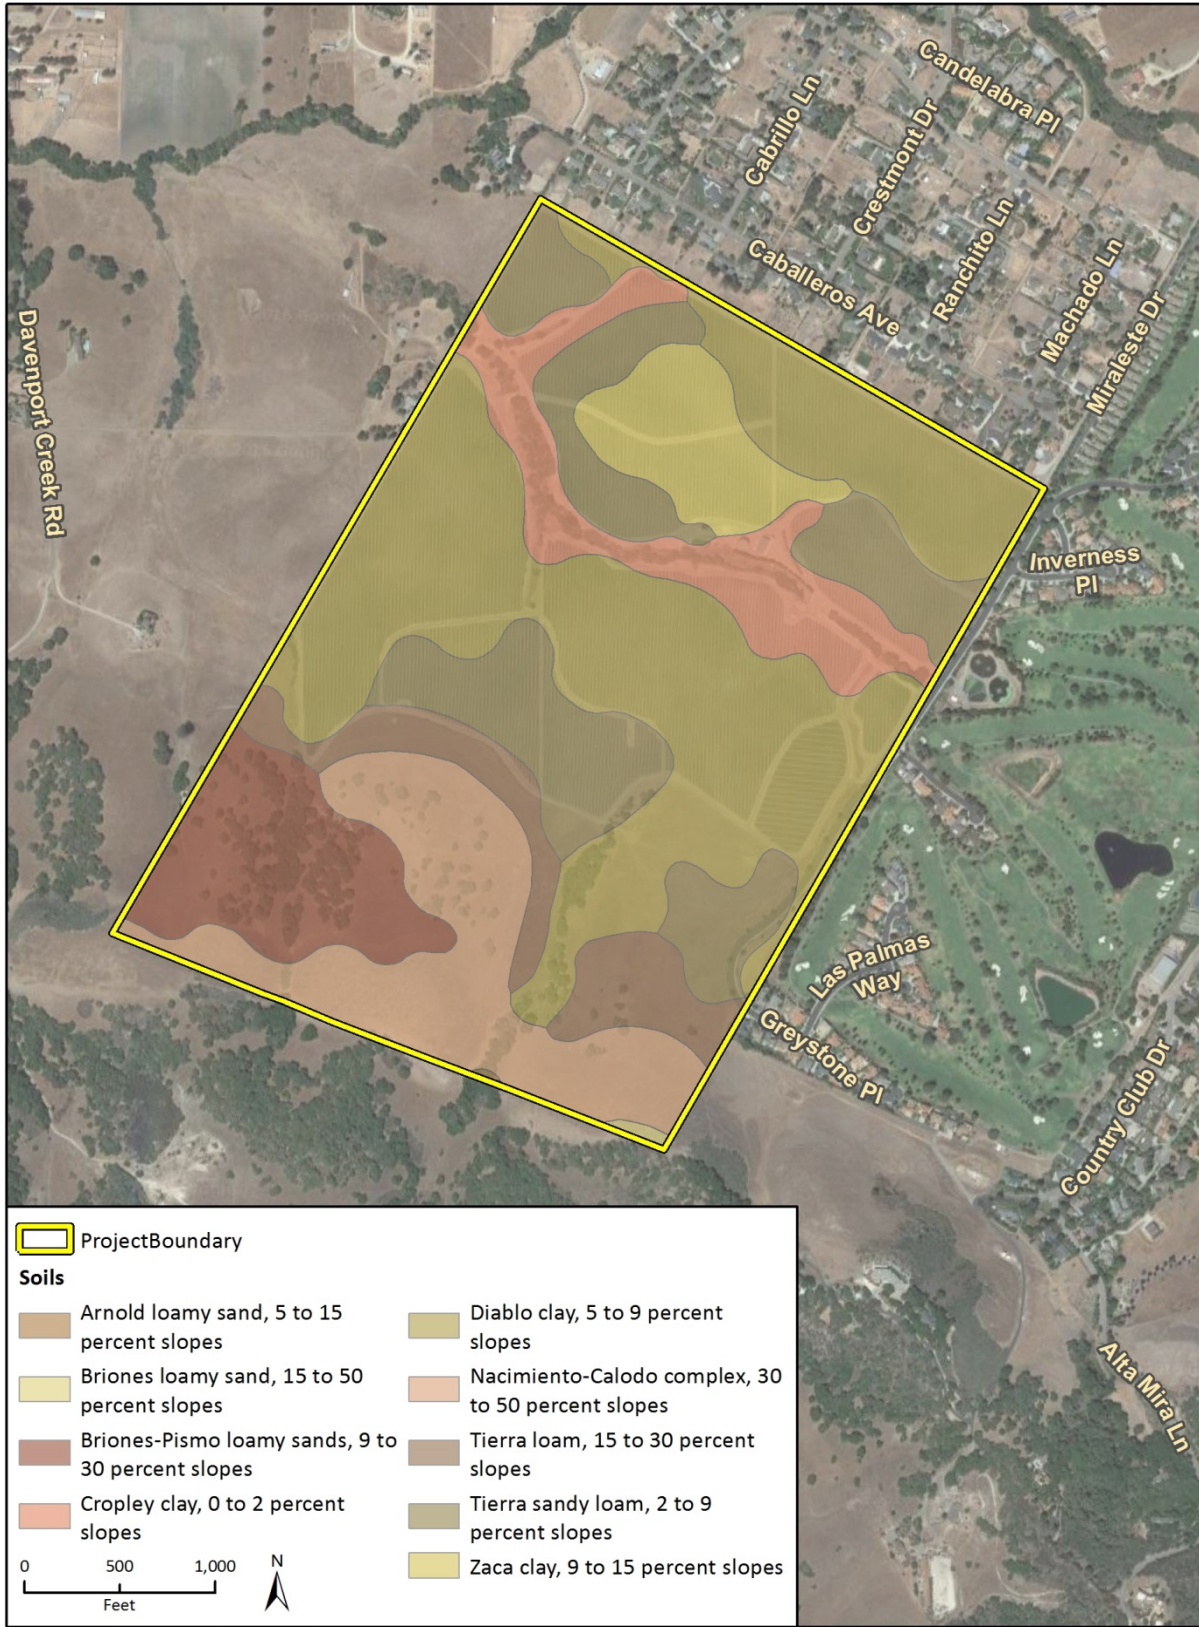 Candelabra Pl
Cabrillo Ln
Crestmont Dr
Ranchito Ln
Caballeros Ave
Machado Ln
Miraleste Dr
Davenport Creek Rd
Inverness
Pl
Las Palmas
Way
Greystone Pl
Country Club Dr
Alta Mira Ln
ProjectBoundary
Soils
Arnold loamy sand, 5 to 15
percent slopes
Briones loamy sand, 15 to 50
percent slopes
Briones-Pismo loamy sands, 9 to
30 percent slopes
Cropley clay, 0 to 2 percent
slopes
Diablo clay, 5 to 9 percent
slopes
Nacimiento-Calodo complex, 30
to 50 percent slopes
Tierra loam, 15 to 30 percent
slopes
Tierra sandy loam, 2 to 9
percent slopes
Zaca clay, 9 to 15 percent slopes
0 500 1,000
Feet
N